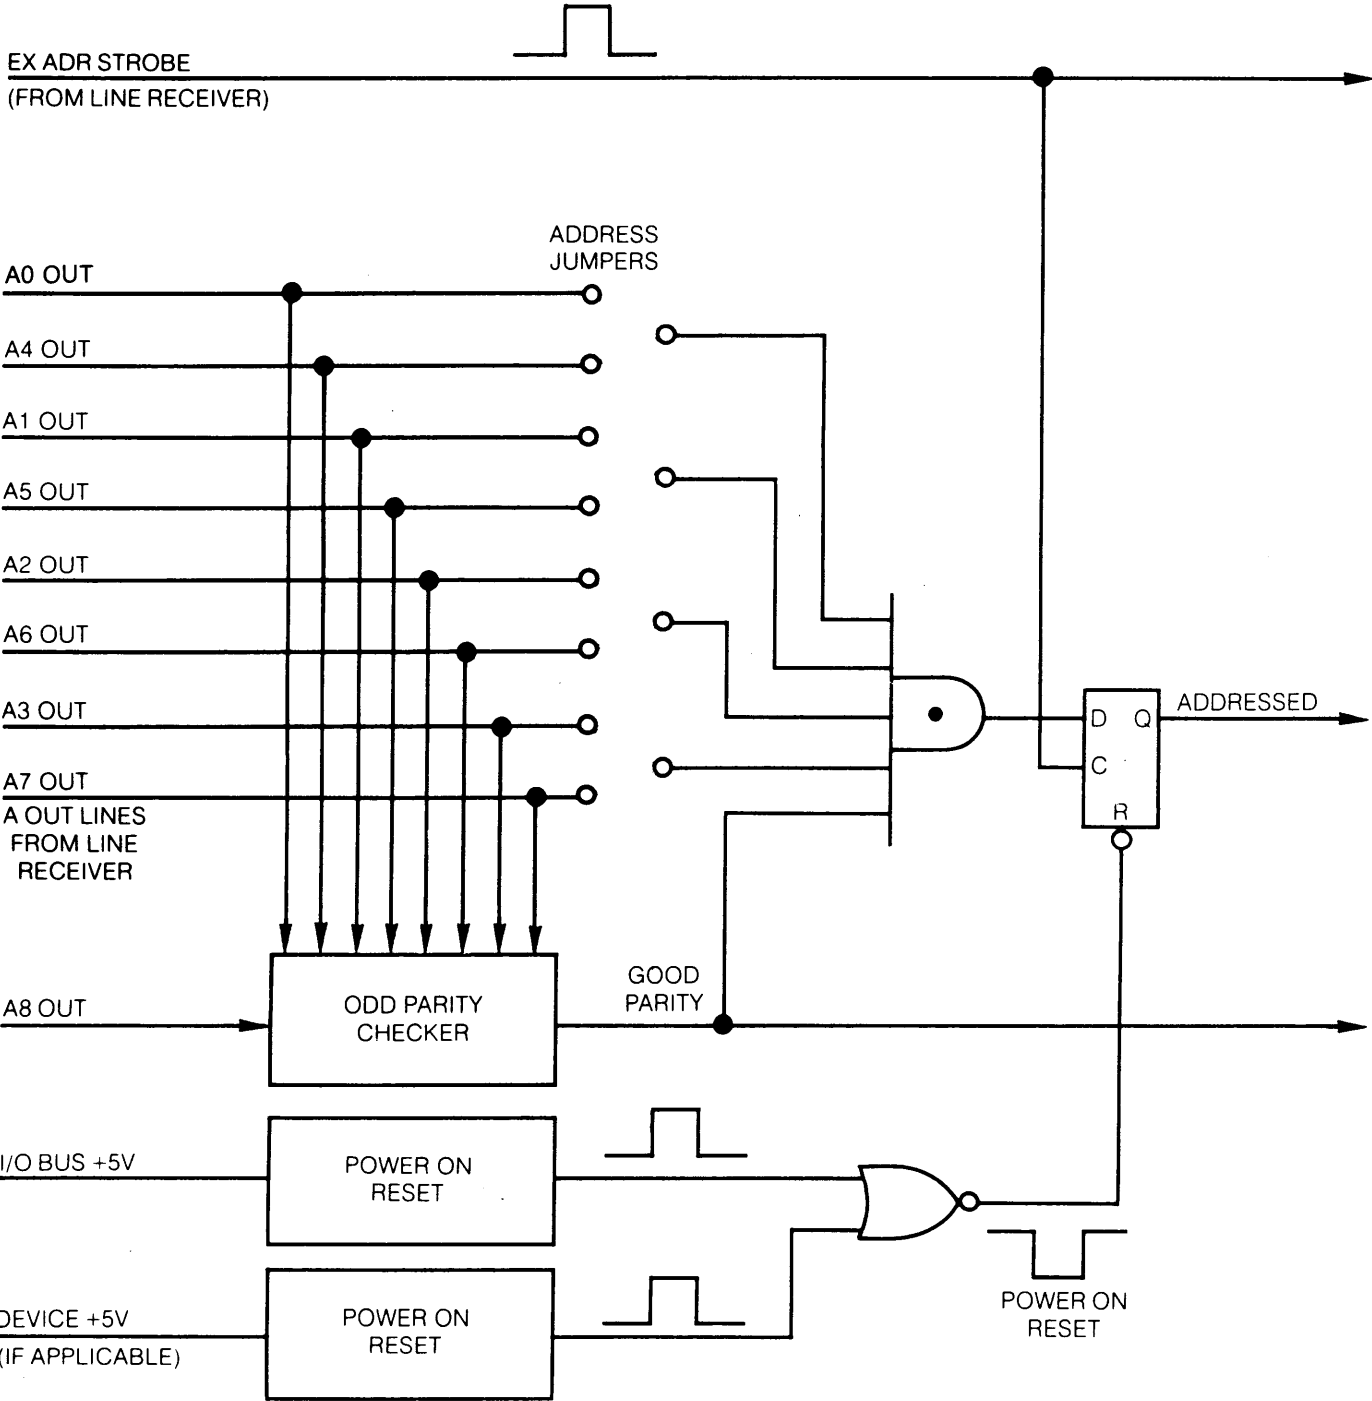 EX ADR STROBE
(FROM LINE RECEIVER)
ADDRESS
JUMPERS
A0 OUT
A4 OUT
A1 OUT
A5 OUT
A2 OUT
A6 OUT
A3 OUT
A7 OUT
A OUT LINES
FROM LINE
RECEIVER
D Q
C
R
ADDRESSED
GOOD
PARITY
A8 OUT
ODD PARITY
CHECKER
I/O BUS +5V
POWER ON
RESET
DEVICE +5V
(IF APPLICABLE)
POWER ON
RESET
POWER ON
RESET